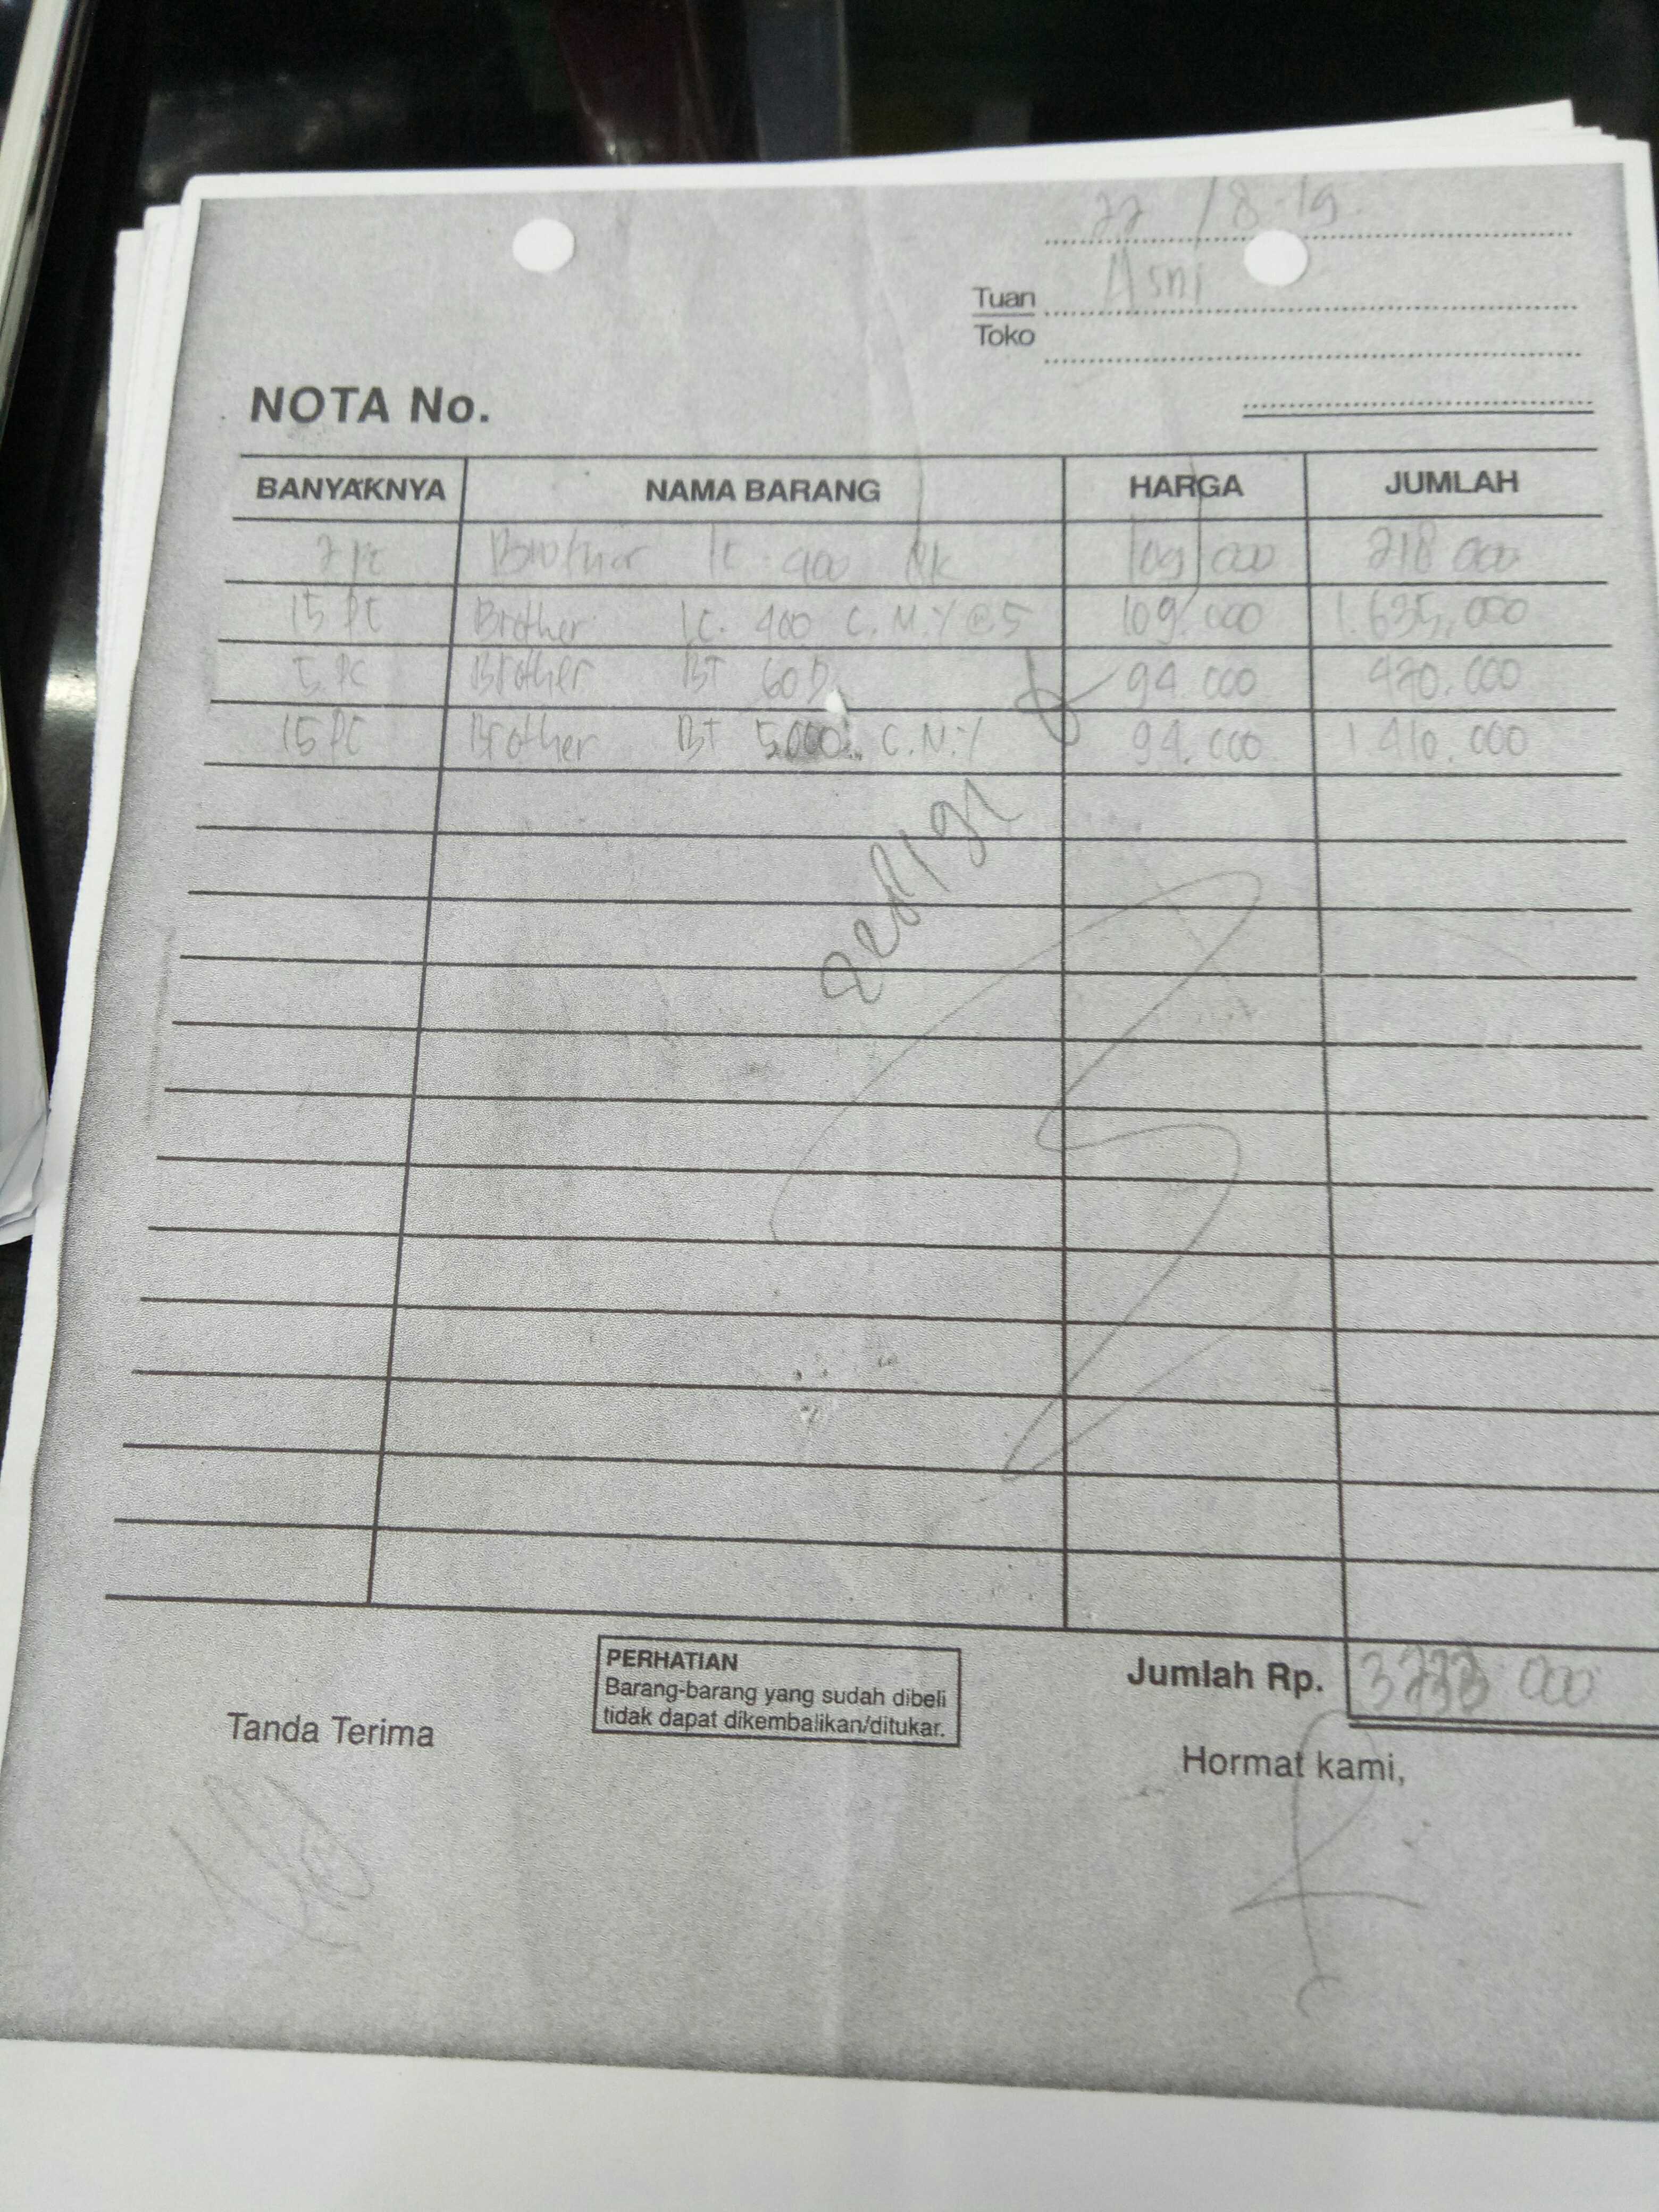 22 / 8-19.
Tuan Asni
Toko
NOTA No.
BANYAKNYA NAMA BARANG HARGA JUMLAH
2 PC Brother lc 400 BK 109.000 218.000
15 PC Brother lc. 400 C.M.Y @5 109.000 1.635.000
5 PC Brother BT 60D 94.000 470.000
15 PC Brother BT 5000 C.M.Y 94.000 1.410.000
Jumlah Rp. 3733.000
PERHATIAN
Barang-barang yang sudah dibeli
tidak dapat dikembalikan/ditukar.
Tanda Terima
Hormat kami,